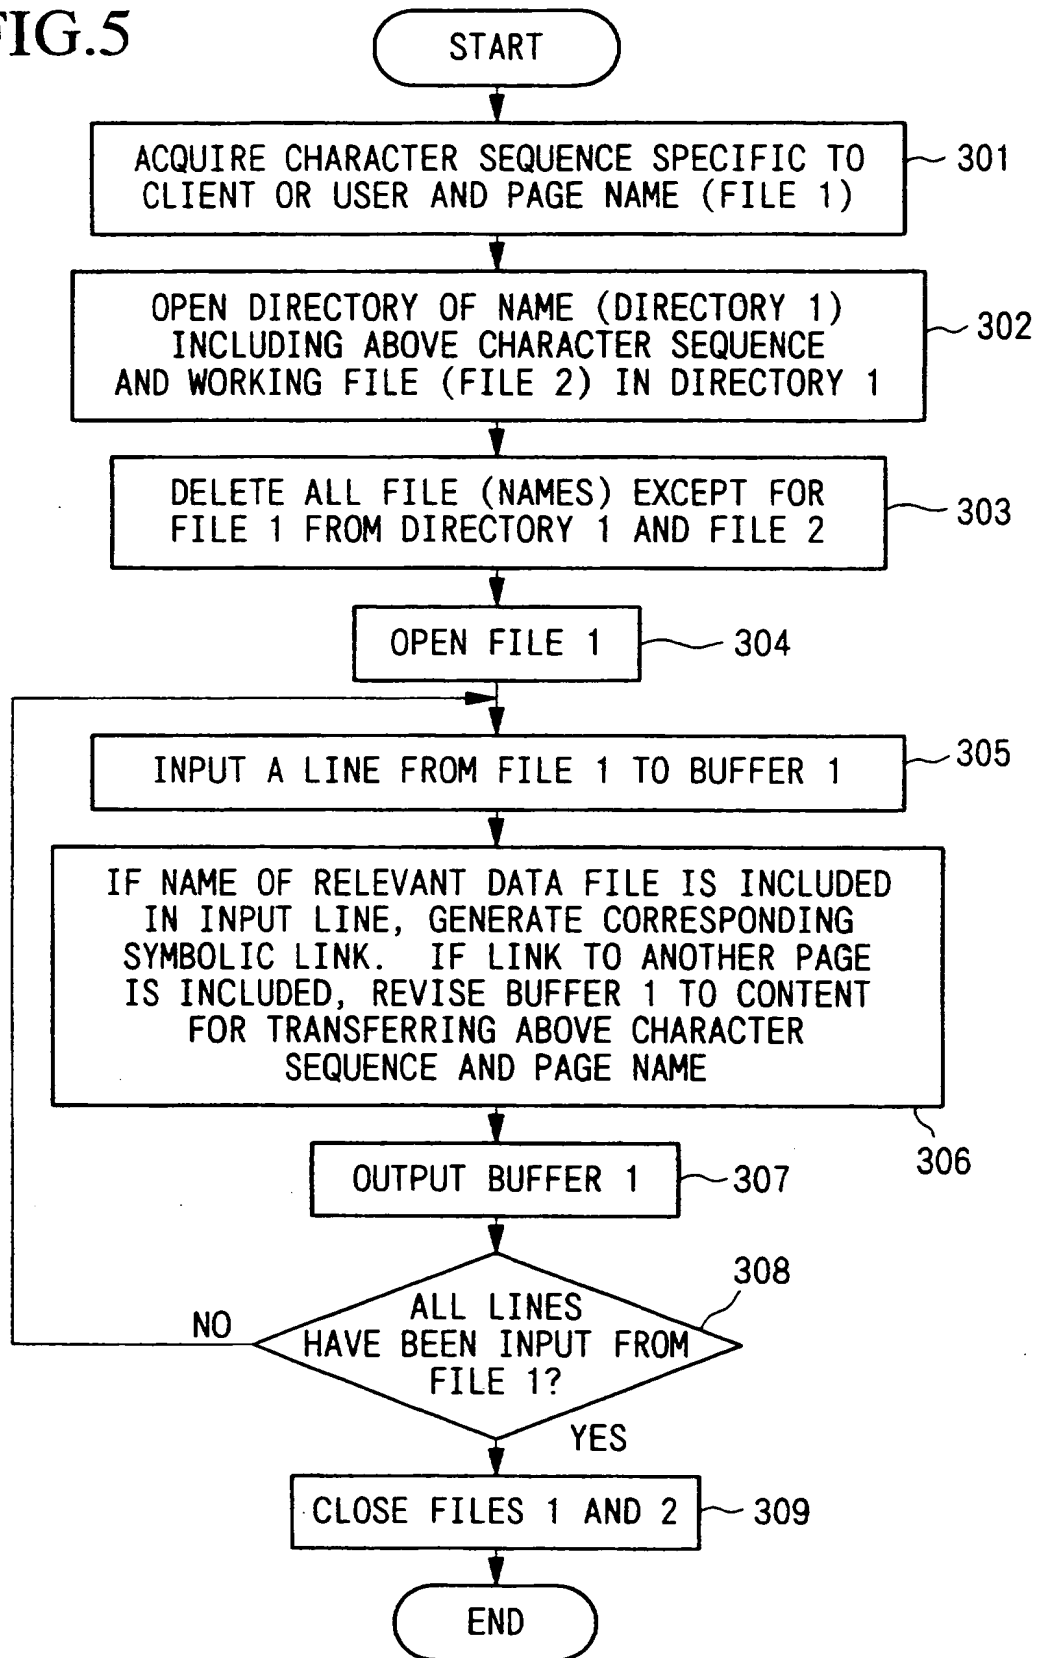 FIG.5
START
ACQUIRE CHARACTER SEQUENCE SPECIFIC TO
CLIENT OR USER AND PAGE NAME (FILE 1)
301
OPEN DIRECTORY OF NAME (DIRECTORY 1)
INCLUDING ABOVE CHARACTER SEQUENCE
AND WORKING FILE (FILE 2) IN DIRECTORY 1
302
DELETE ALL FILE (NAMES) EXCEPT FOR
FILE 1 FROM DIRECTORY 1 AND FILE 2
303
OPEN FILE 1
304
INPUT A LINE FROM FILE 1 TO BUFFER 1
305
IF NAME OF RELEVANT DATA FILE IS INCLUDED
IN INPUT LINE, GENERATE CORRESPONDING
SYMBOLIC LINK. IF LINK TO ANOTHER PAGE
IS INCLUDED, REVISE BUFFER 1 TO CONTENT
FOR TRANSFERRING ABOVE CHARACTER
SEQUENCE AND PAGE NAME
306
OUTPUT BUFFER 1
307
ALL LINES
HAVE BEEN INPUT FROM
FILE 1?
308
NO
YES
CLOSE FILES 1 AND 2
309
END